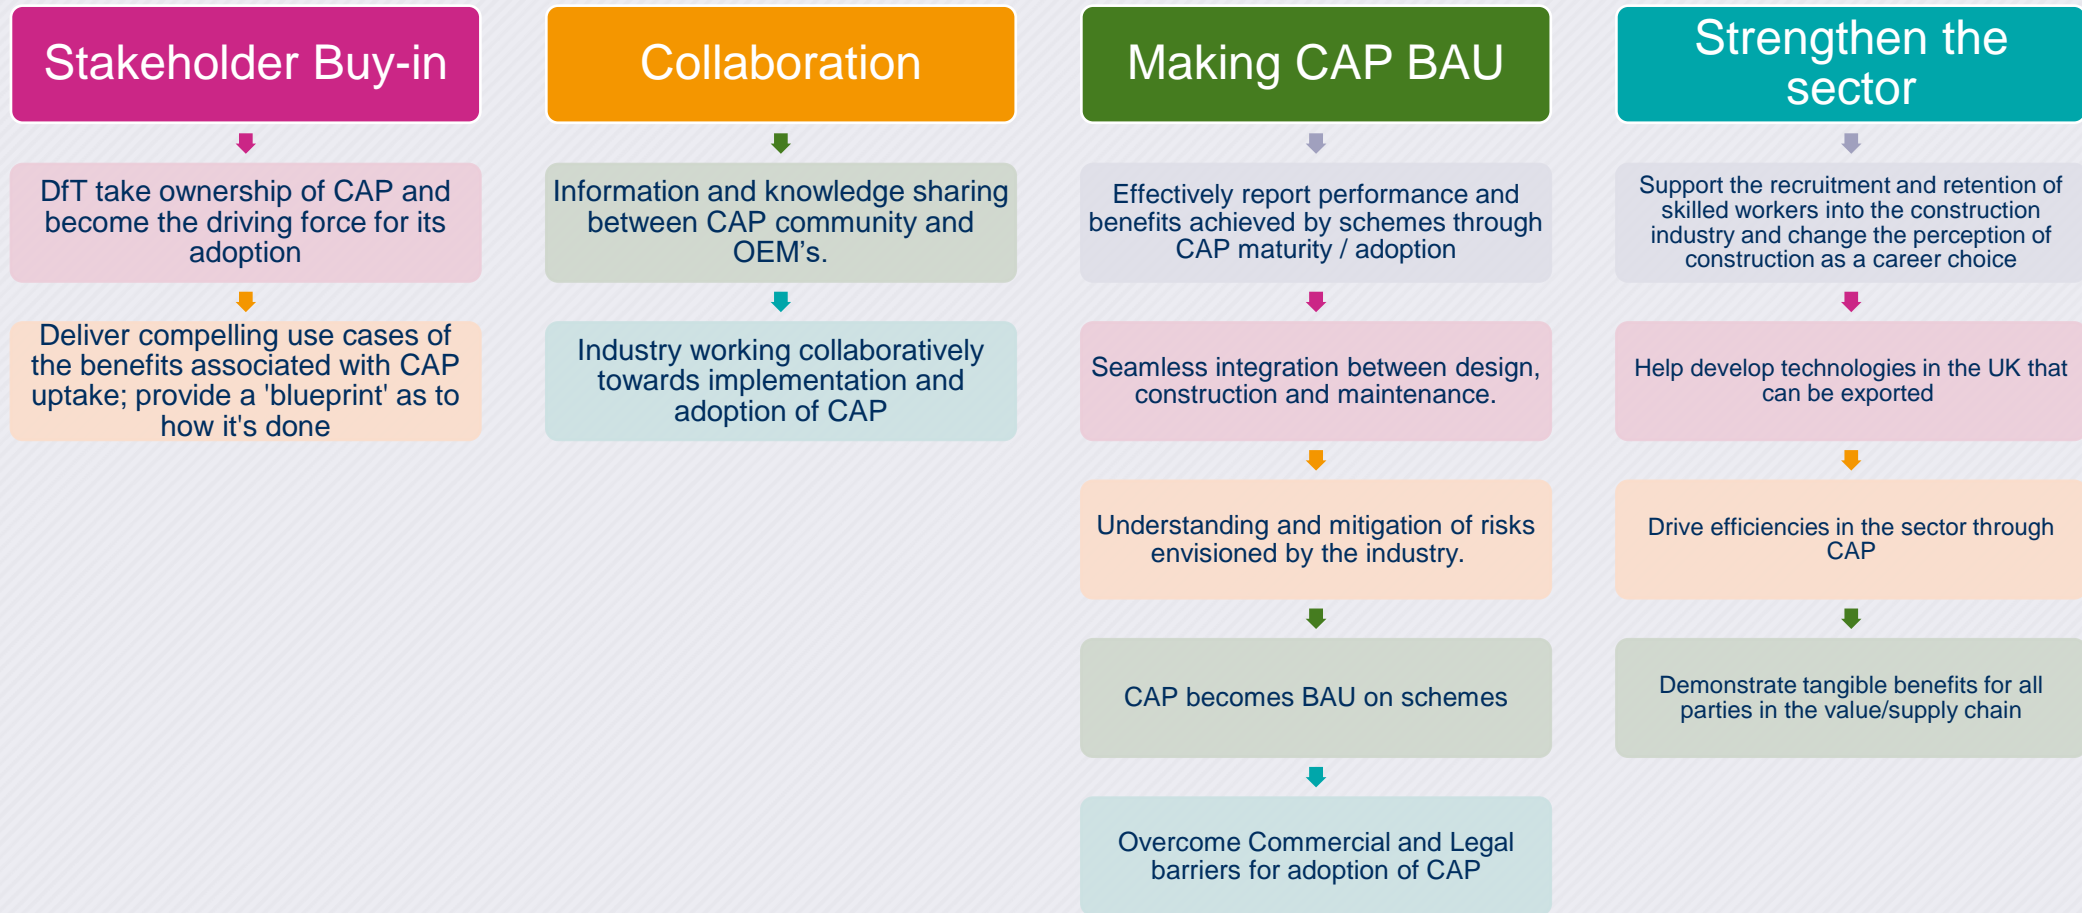 Stakeholder Buy-in
DfT take ownership of CAP and
become the driving force for its
adoption
Deliver compelling use cases of
the benefits associated with CAP
uptake; provide a 'blueprint' as to
how it's done
Collaboration
Information and knowledge sharing
between CAP community and
OEM’s.
Industry working collaboratively
towards implementation and
adoption of CAP
Making CAP BAU
Effectively report performance and
benefits achieved by schemes through
CAP maturity / adoption
Seamless integration between design,
construction and maintenance.
Understanding and mitigation of risks
envisioned by the industry.
CAP becomes BAU on schemes
Overcome Commercial and Legal
barriers for adoption of CAP
Strengthen the
sector
Support the recruitment and retention of
skilled workers into the construction
industry and change the perception of
construction as a career choice
Help develop technologies in the UK that
can be exported
Drive efficiencies in the sector through
CAP
Demonstrate tangible benefits for all
parties in the value/supply chain